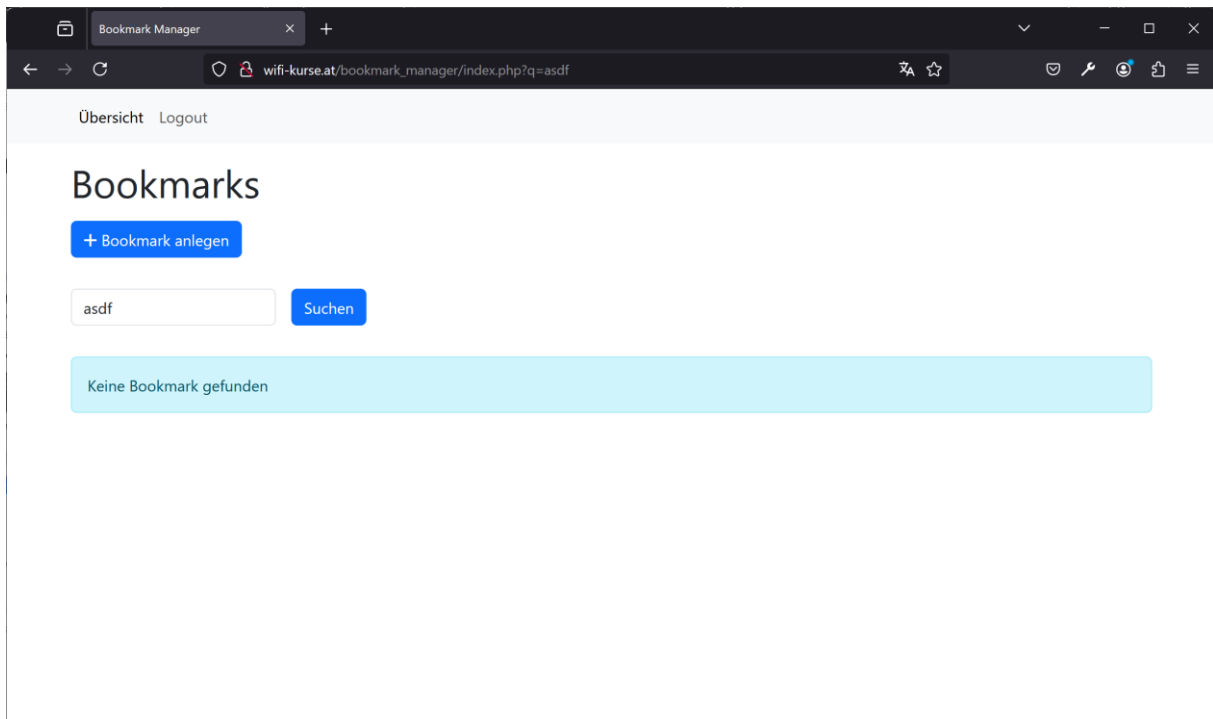 Bookmark Manager
wifi-kurse.at/bookmark_manager/index.php?q=asdf
Übersicht Logout
Bookmarks
+ Bookmark anlegen
asdf Suchen
Keine Bookmark gefunden